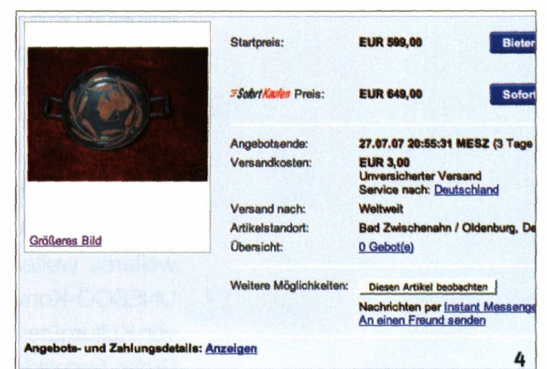 Startpreis: EUR 599,00 Bieter
Sofort Kaufen Preis: EUR 649,00 Sofort
Angebotsende: 27.07.07 20:55:31 MESZ (3 Tage
Versandkosten: EUR 3,00
Unversicherter Versand
Service nach: Deutschland
Versand nach: Weltweit
Artikelstandort: Bad Zwischenahn / Oldenburg, De
Übersicht: 0 Gebot(e)
Größeres Bild
Weitere Möglichkeiten: Diesen Artikel beobachten
Nachrichten per Instant Messenge
An einen Freund senden
Angebots- und Zahlungsdetails: Anzeigen
4